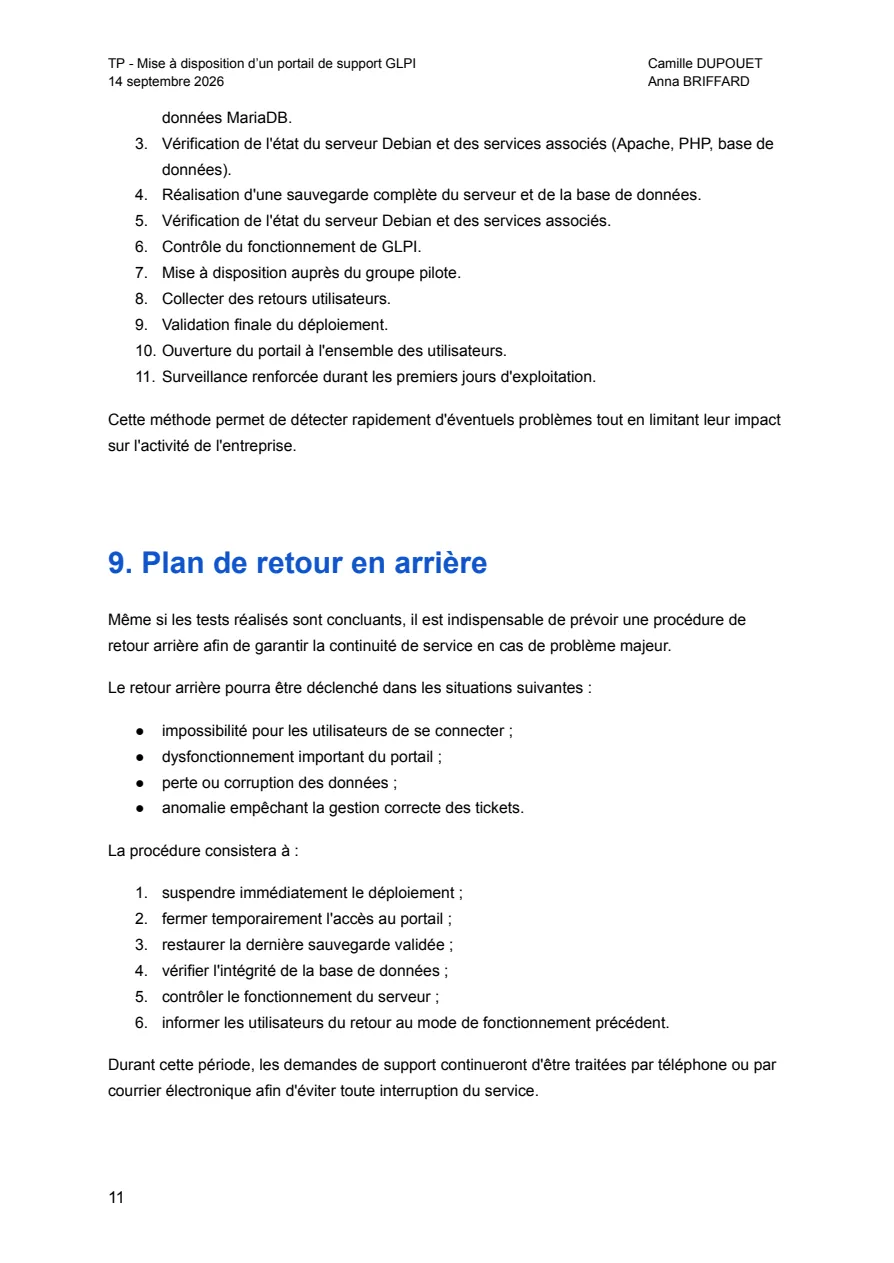 TP - Mise à disposition d'un portail de support GLPI Camille DUPOUET
14 septembre 2026 Anna BRIFFARD
données MariaDB.
3. Vérification de l'état du serveur Debian et des services associés (Apache, PHP, base de
données).
4. Réalisation d'une sauvegarde complète du serveur et de la base de données.
5. Vérification de l'état du serveur Debian et des services associés.
6. Contrôle du fonctionnement de GLPI.
7. Mise à disposition auprès du groupe pilote.
8. Collecter des retours utilisateurs.
9. Validation finale du déploiement.
10. Ouverture du portail à l'ensemble des utilisateurs.
11. Surveillance renforcée durant les premiers jours d'exploitation.
Cette méthode permet de détecter rapidement d'éventuels problèmes tout en limitant leur impact
sur l'activité de l'entreprise.
9. Plan de retour en arrière
Même si les tests réalisés sont concluants, il est indispensable de prévoir une procédure de
retour arrière afin de garantir la continuité de service en cas de problème majeur.
Le retour arrière pourra être déclenché dans les situations suivantes :
● impossibilité pour les utilisateurs de se connecter ;
● dysfonctionnement important du portail ;
● perte ou corruption des données ;
● anomalie empêchant la gestion correcte des tickets.
La procédure consistera à :
1. suspendre immédiatement le déploiement ;
2. fermer temporairement l'accès au portail ;
3. restaurer la dernière sauvegarde validée ;
4. vérifier l'intégrité de la base de données ;
5. contrôler le fonctionnement du serveur ;
6. informer les utilisateurs du retour au mode de fonctionnement précédent.
Durant cette période, les demandes de support continueront d'être traitées par téléphone ou par
courrier électronique afin d'éviter toute interruption du service.
11